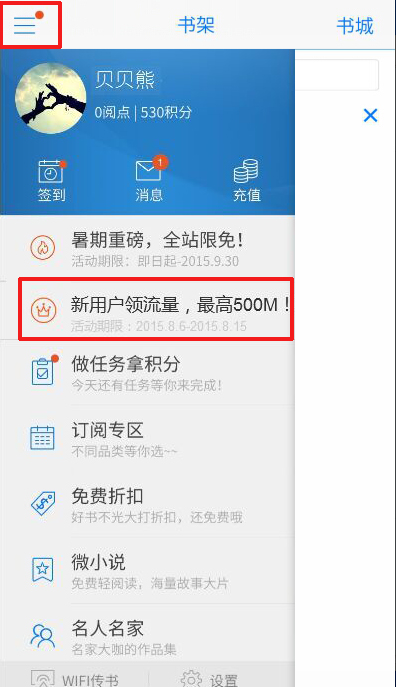 书架
书城
贝贝熊
0阅点 | 530积分
1
签到
消息
充值
暑期重磅，全站限免！
活动期限：即日起-2015.9.30
新用户领流量，最高500M！
活动期限：2015.8.6-2015.8.15
做任务拿积分
今天还有任务等你来完成！
订阅专区
不同品类等你选~~
免费折扣
好书不光大打折扣，还免费哦
微小说
免费轻阅读，海量故事大片
名人名家
名家大咖的作品集
WIFI传书
设置